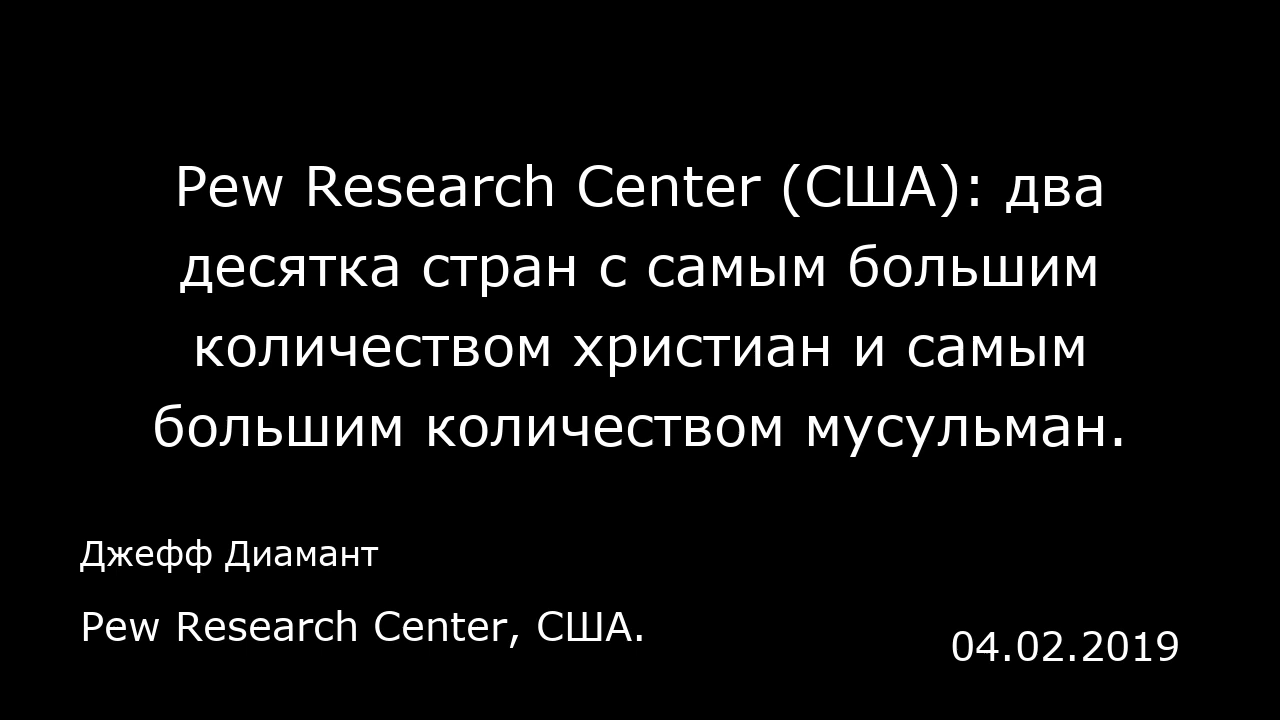 Pew Research Center (США): два
десятка стран с самым большим
количеством христиан и самым
большим количеством мусульман.
Джефф Диамант
Pew Research Center, США.
04.02.2019